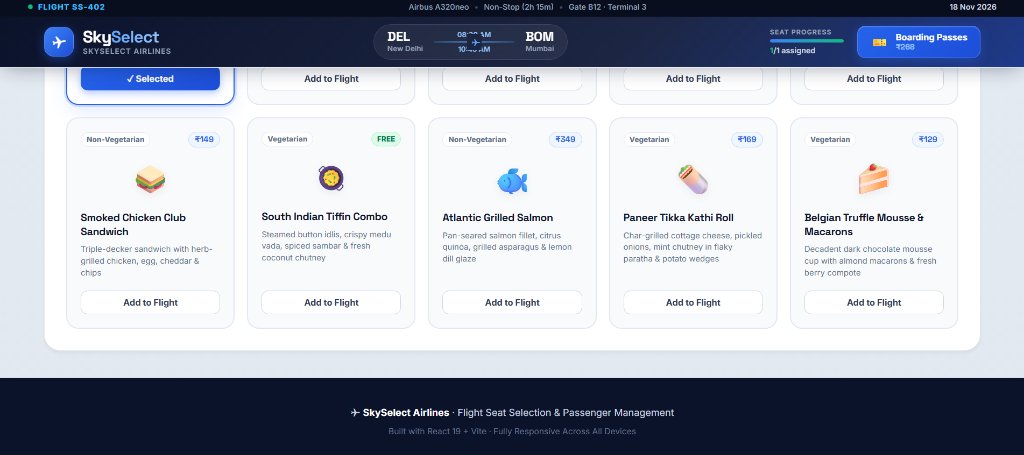 FLIGHT SS-402
Airbus A320neo • Non-Stop (2h 15m) • Gate B12 · Terminal 3
18 Nov 2026
SkySelect
SKYSELECT AIRLINES
DEL
New Delhi
BOM
Mumbai
SEAT PROGRESS
1/1 assigned
Boarding Passes
₹268
✓ Selected
Add to Flight
Add to Flight
Add to Flight
Add to Flight
Non-Vegetarian
₹149
Smoked Chicken Club
Sandwich
Triple-decker sandwich with herb-
grilled chicken, egg, cheddar &
chips
Add to Flight
Vegetarian
FREE
South Indian Tiffin Combo
Steamed button idlis, crispy medu
vada, spiced sambar & fresh
coconut chutney
Add to Flight
Non-Vegetarian
₹349
Atlantic Grilled Salmon
Pan-seared salmon fillet, citrus
quinoa, grilled asparagus & lemon
dill glaze
Add to Flight
Vegetarian
₹169
Paneer Tikka Kathi Roll
Char-grilled cottage cheese, pickled
onions, mint chutney in flaky
paratha & potato wedges
Add to Flight
Vegetarian
₹129
Belgian Truffle Mousse &
Macarons
Decadent dark chocolate mousse
cup with almond macarons & fresh
berry compote
Add to Flight
✈ SkySelect Airlines · Flight Seat Selection & Passenger Management
Built with React 19 + Vite · Fully Responsive Across All Devices